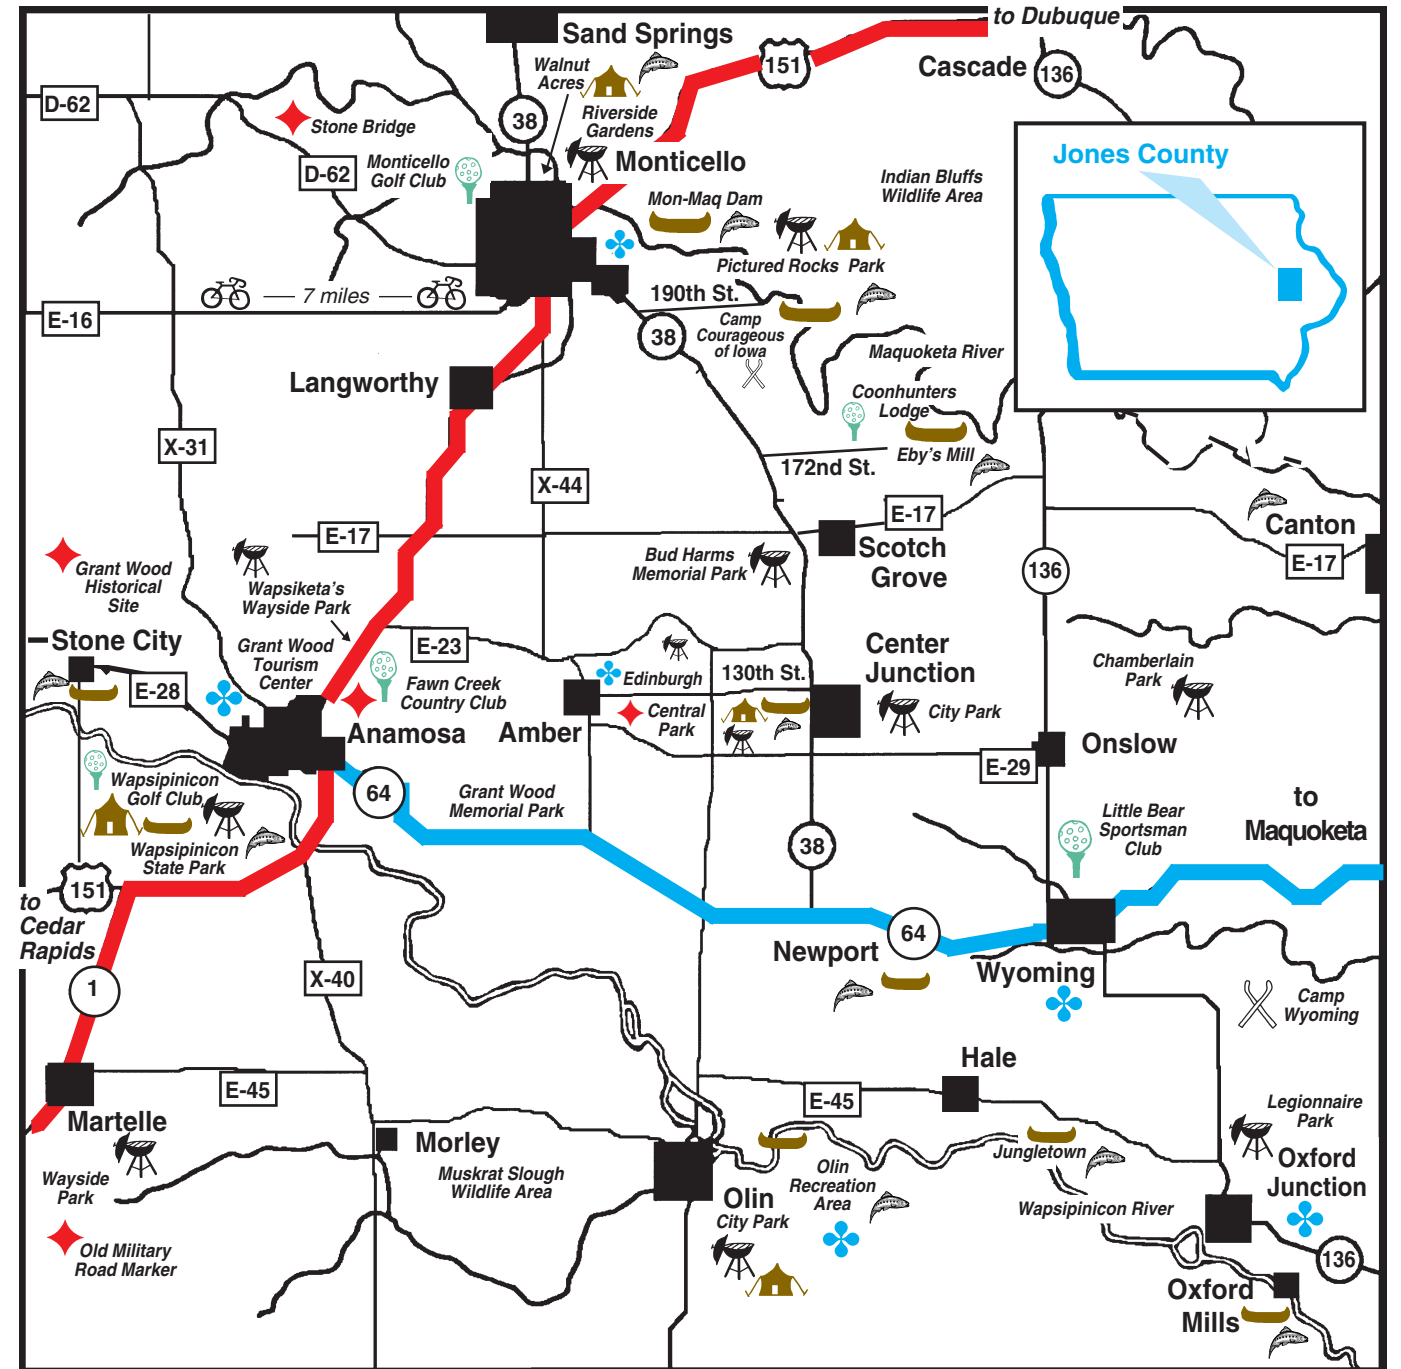 to Dubuque
Sand Springs
151
Cascade
136
Walnut
Acres
D-62
38
Riverside
Gardens
Stone Bridge
Jones County
D-62
Monticello
Golf Club
Monticello
Indian Bluffs
Wildlife Area
Mon-Maq Dam
Pictured Rocks Park
7 miles
190th St.
E-16
Camp
Courageous
of Iowa
38
Maquoketa River
Langworthy
Coonhunters
Lodge
X-31
172nd St.
Eby's Mill
X-44
E-17
Canton
E-17
Scotch
Grove
E-17
Grant Wood
Historical
Site
Wapsiketa's
Wayside Park
Bud Harms
Memorial Park
136
Stone City
Grant Wood
Tourism
Center
E-23
Center
Junction
Chamberlain
Park
E-28
Fawn Creek
Country Club
Edinburgh
130th St.
Anamosa
Amber
Central
Park
City Park
Onslow
E-29
Wapsipinicon
Golf Club
64
Grant Wood
Memorial Park
to
Maquoketa
Little Bear
Sportsman
Club
Wapsipinicon
State Park
38
151
to
Cedar
Rapids
64
Newport
X-40
1
Wyoming
Camp
Wyoming
Hale
E-45
E-45
Legionnaire
Park
Martelle
Morley
Jungletown
Oxford
Junction
Wayside
Park
Muskrat Slough
Wildlife Area
Olin
Recreation
Area
Olin
City Park
Wapsipinicon River
Old Military
Road Marker
136
Oxford
Mills